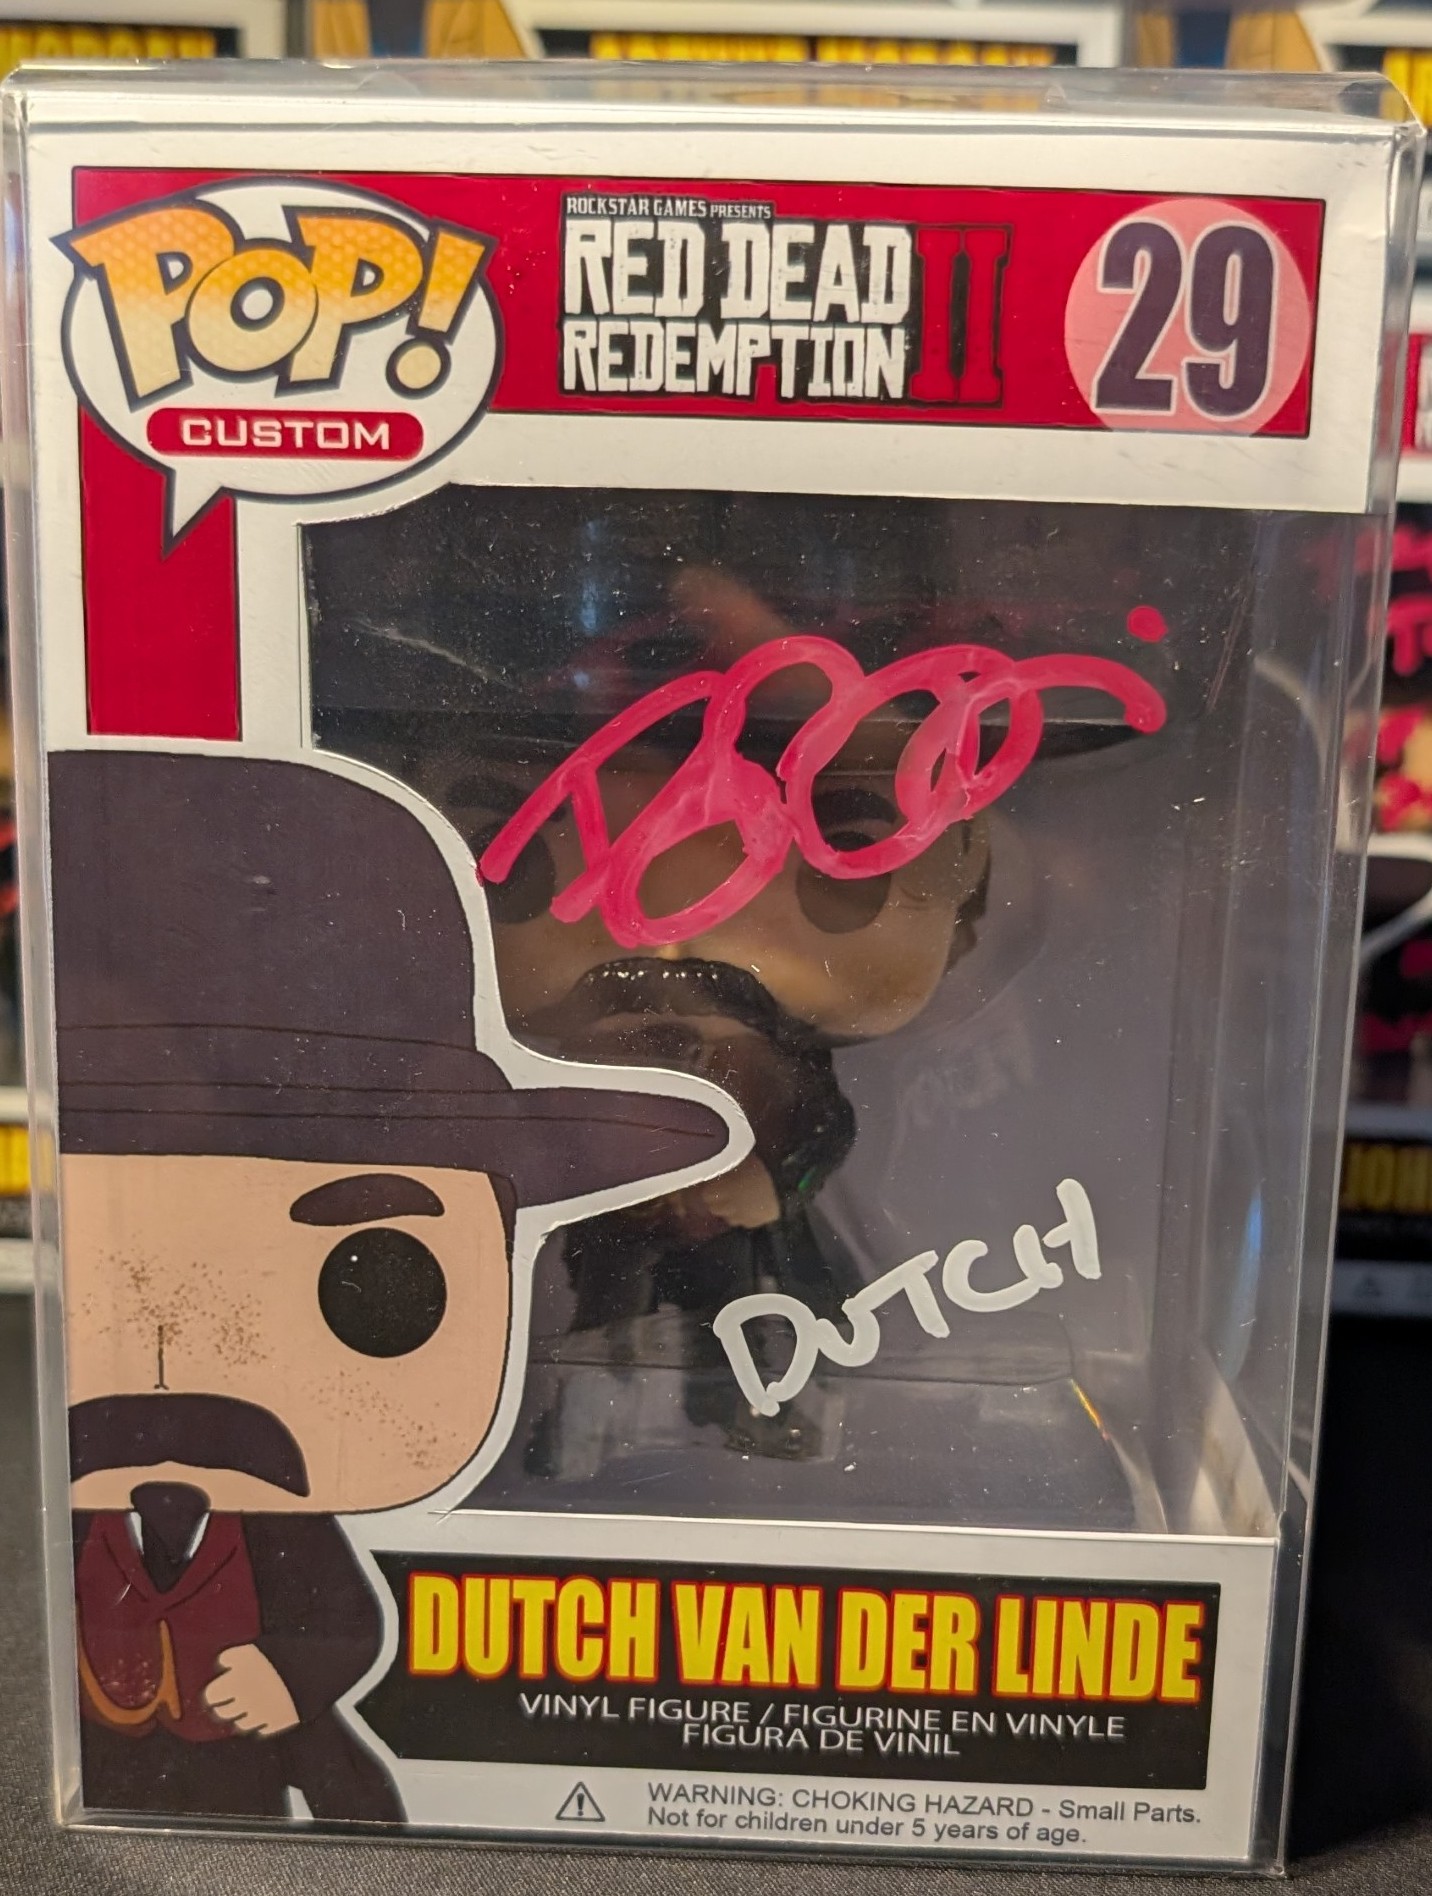 POP!
CUSTOM
ROCKSTAR GAMES PRESENTS
RED DEAD
REDEMPTION II
29
DUTCH
DUTCH VAN DER LINDE
VINYL FIGURE / FIGURINE EN VINYLE
FIGURA DE VINIL
WARNING: CHOKING HAZARD - Small Parts.
Not for children under 5 years of age.